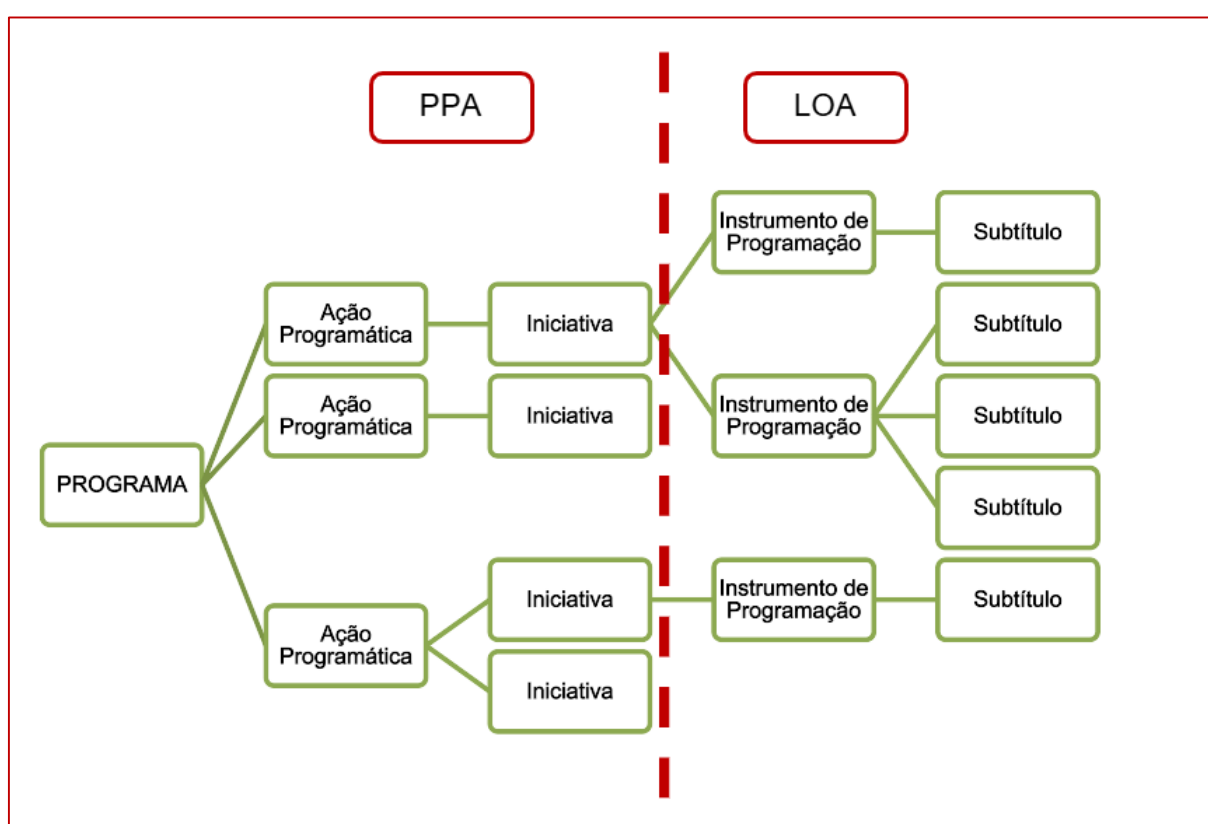 PPA
LOA
Instrumento de
Programação
Subtítulo
Ação
Programática
Iniciativa
Subtítulo
Ação
Programática
Iniciativa
Instrumento de
Programação
Subtítulo
PROGRAMA
Subtítulo
Iniciativa
Instrumento de
Programação
Subtítulo
Ação
Programática
Iniciativa